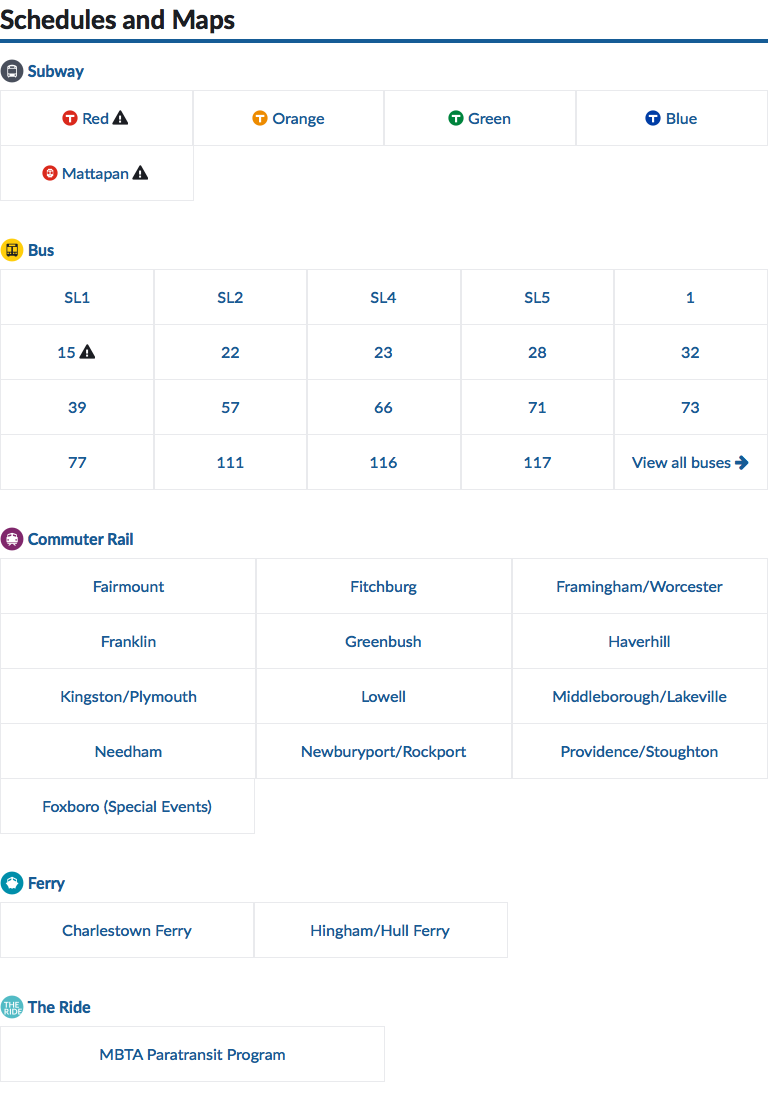 Schedules and Maps
Subway
T Red T Orange T Green T Blue
Mattapan
Bus
SL1 SL2 SL4 SL5 1
15 22 23 28 32
39 57 66 71 73
77 111 116 117 View all buses
Commuter Rail
Fairmount Fitchburg Framingham/Worcester
Franklin Greenbush Haverhill
Kingston/Plymouth Lowell Middleborough/Lakeville
Needham Newburyport/Rockport Providence/Stoughton
Foxboro (Special Events)
Ferry
Charlestown Ferry Hingham/Hull Ferry
THE RIDE The Ride
MBTA Paratransit Program